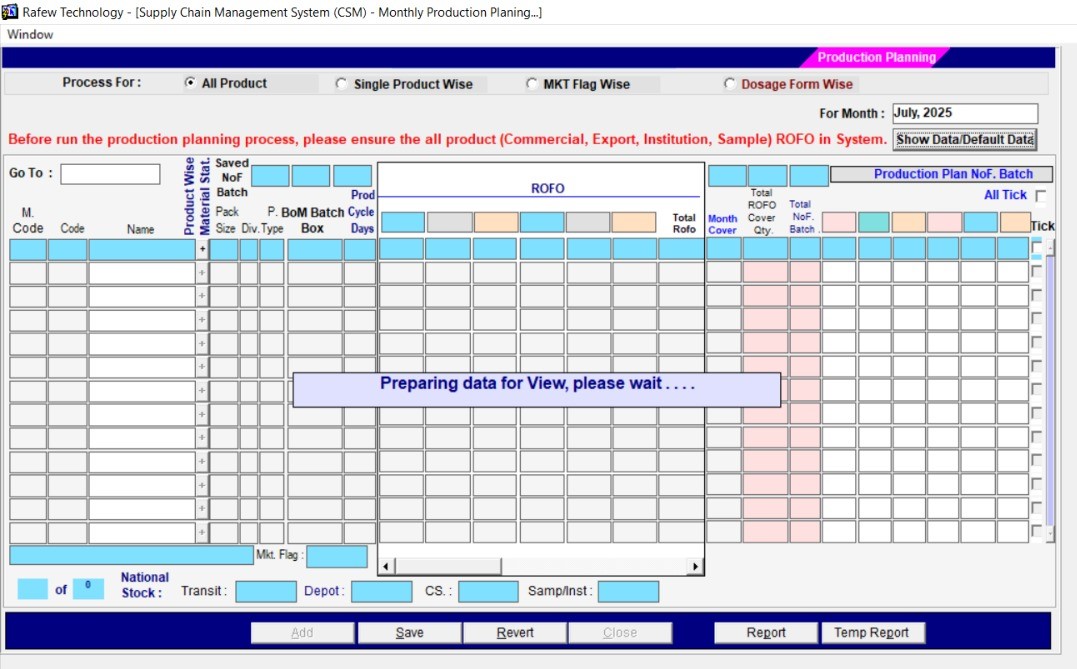 Rafew Technology - [Supply Chain Management System (CSM) - Monthly Production Planing...]
Window
Production Planning
Process For :
All Product
Single Product Wise
MKT Flag Wise
Dosage Form Wise
For Month :
July, 2025
Before run the production planning process, please ensure the all product (Commercial, Export, Institution, Sample) ROFO in System.
Show Data/Default Data
Go To :
M.
Code
Code
Name
Product Wise
Material Stat.
Saved
NoF
Batch
Pack
Size
Div.
P.
Type
BoM Batch
Box
Prod
Cycle
Days
ROFO
Total
Rofo
Month
Cover
Total
ROFO
Cover
Qty.
Total
NoF.
Batch .
Production Plan NoF. Batch
All Tick
Tick
+
+
+
+
+
+
+
+
+
+
+
+
+
Preparing data for View, please wait . . . .
Mkt. Flag :
of
0
National
Stock :
Transit :
Depot :
CS. :
Samp/Inst :
Add
Save
Revert
Close
Report
Temp Report